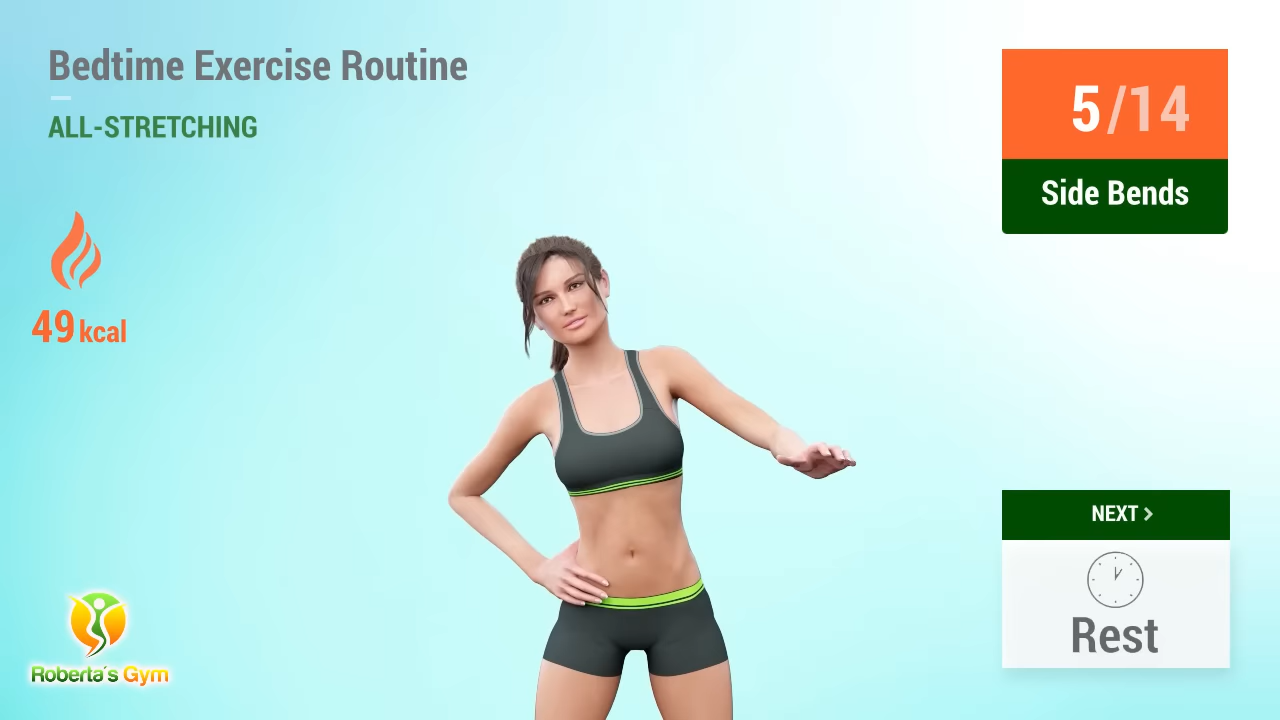 Bedtime Exercise Routine
ALL-STRETCHING
49 kcal
5/14
Side Bends
NEXT >
Rest
Roberta´s Gym